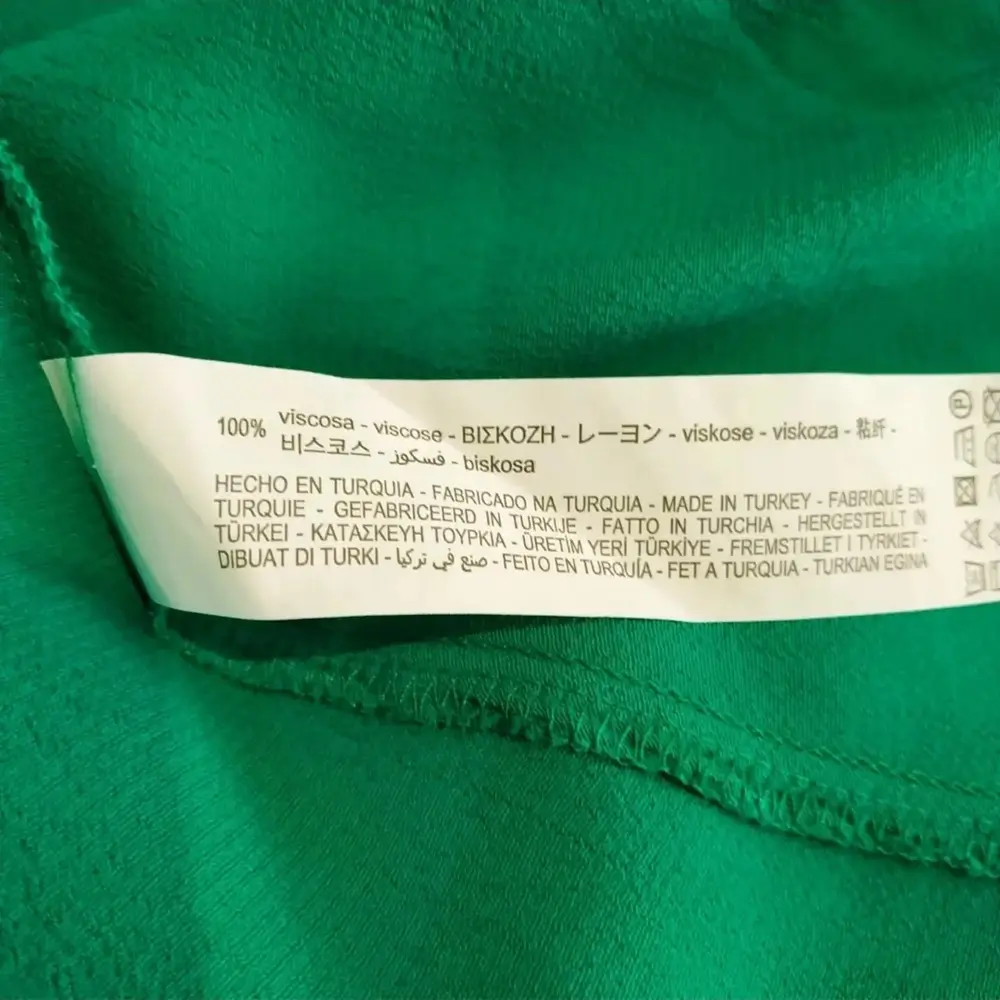 100% viscosa - viscose - ΒΙΣΚΟΖΗ - レーヨン - viskose - viskoza - 粘纤 -
비스코스 - فسكوز - biskosa
HECHO EN TURQUIA - FABRICADO NA TURQUIA - MADE IN TURKEY - FABRIQUÉ EN
TURQUIE - GEFABRICEERD IN TURKIJE - FATTO IN TURCHIA - HERGESTELLT IN
TÜRKEI - ΚΑΤΑΣΚΕΥΗ ΤΟΥΡΚΙΑ - ÜRETİM YERİ TÜRKİYE - FREMSTILLET I TYRKIET -
DIBUAT DI TURKI - صنع في تركيا - FEITO EN TURQUÍA - FET A TURQUIA - TURKIAN EGINA
P